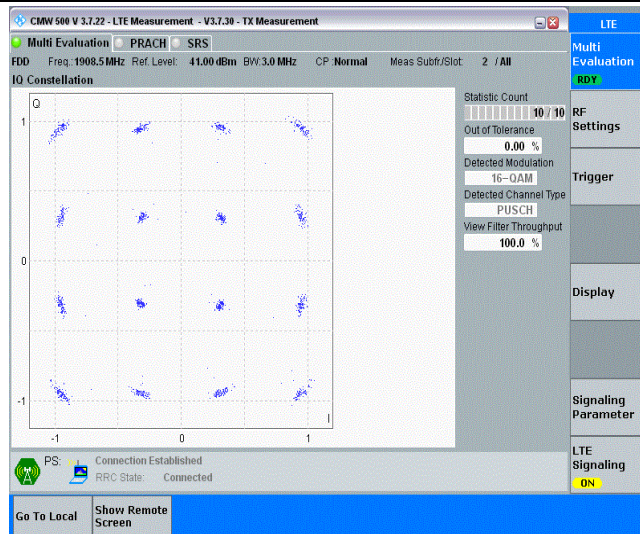 CMW 500 V 3.7.22 - LTE Measurement - V3.7.30 - TX Measurement
LTE
Multi Evaluation PRACH SRS
FDD Freq.: 1908.5 MHz Ref. Level: 41.00 dBm BW: 3.0 MHz CP : Normal Meas Subfr./Slot: 2 / All
IQ Constellation
Q
1
0
-1
-1 0 1
I
Statistic Count
10 / 10
Out of Tolerance
0.00 %
Detected Modulation
16-QAM
Detected Channel Type
PUSCH
View Filter Throughput
100.0 %
Multi
Evaluation
RDY
RF
Settings
Trigger
Display
Signaling
Parameter
LTE
Signaling
ON
PS: Connection Established
RRC State: Connected
Go To Local
Show Remote
Screen